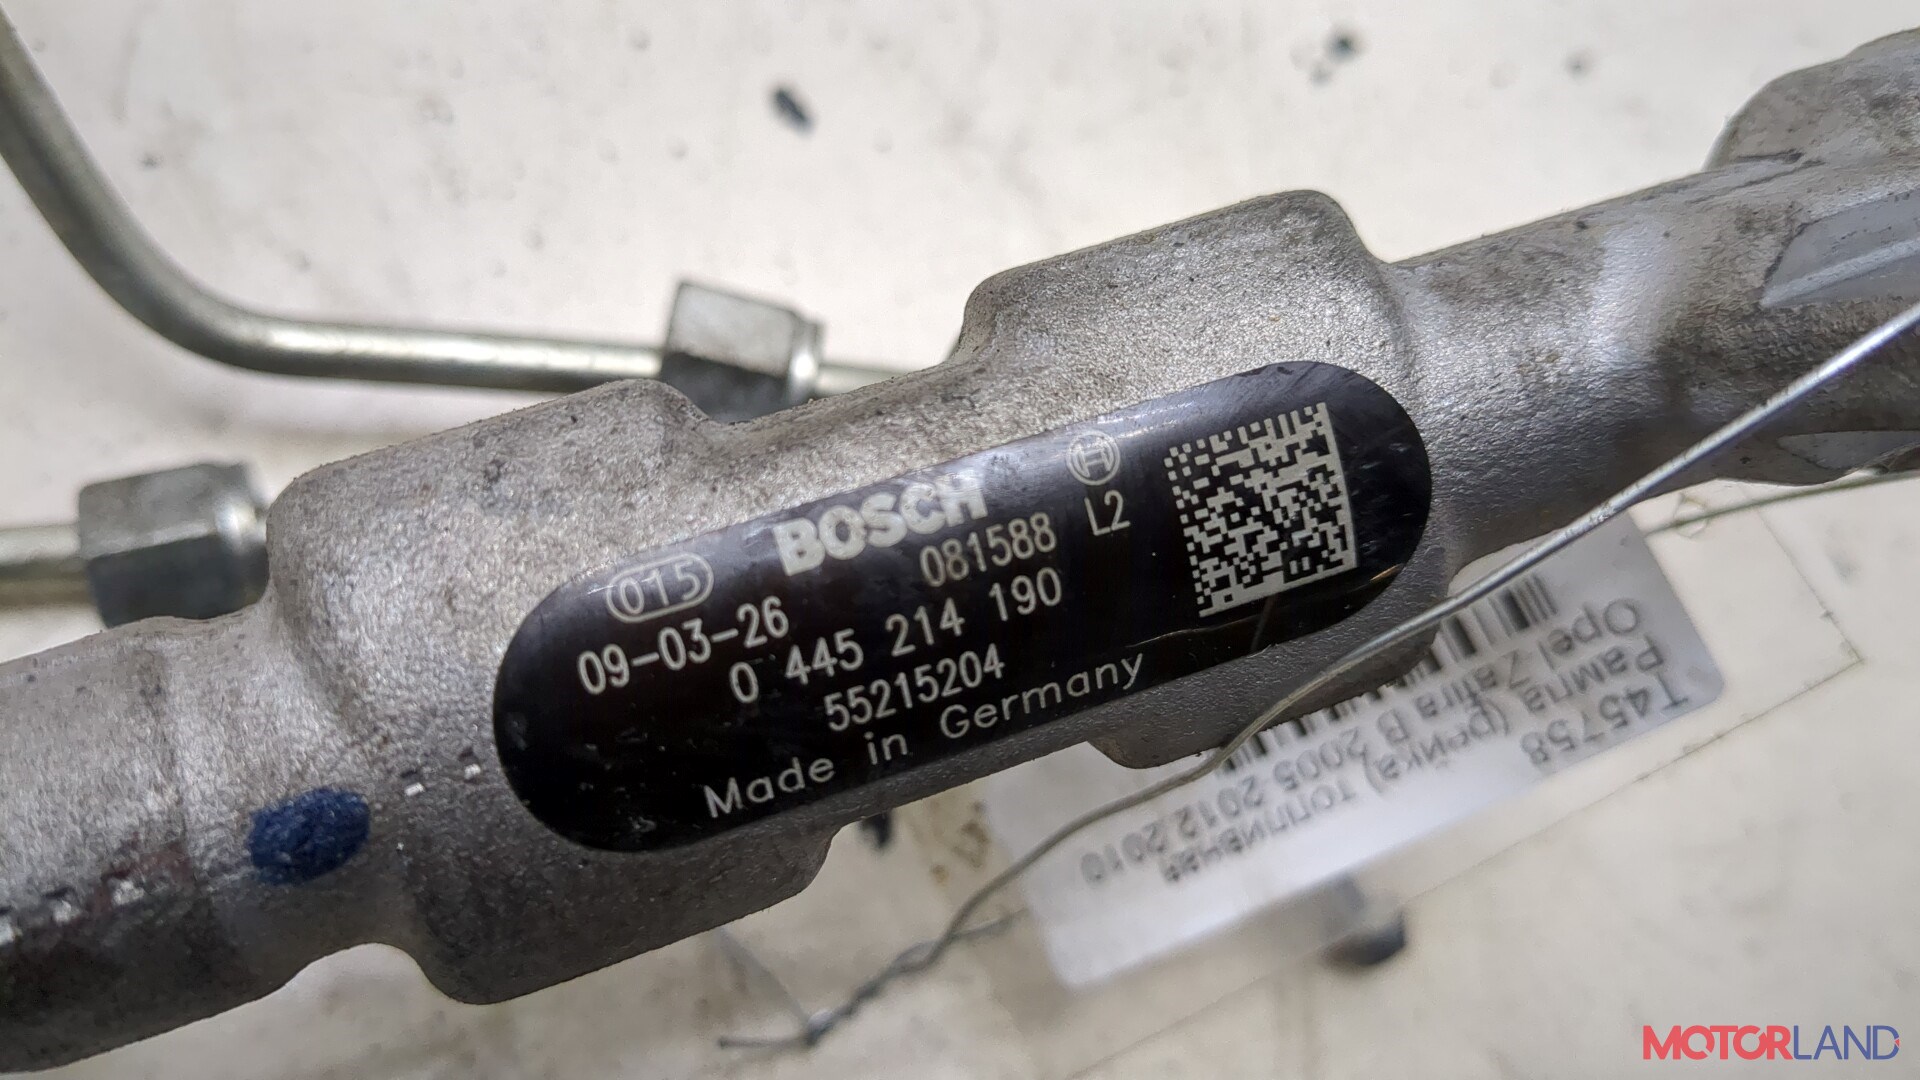 BOSCH
015
081588 L2
09-03-26
0 445 214 190
55215204
Made in Germany
T45758
Рампа (рейка) топливная
Opel Zafira B 2005-2012 2010
MOTORLAND